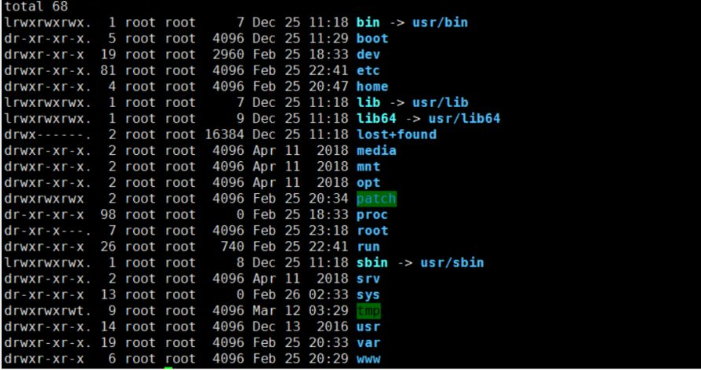 total 68
lrwxrwxrwx.  1 root root     7 Dec 25 11:18 bin -> usr/bin
dr-xr-xr-x.  5 root root  4096 Dec 25 11:29 boot
drwxr-xr-x  19 root root  2960 Feb 25 18:33 dev
drwxr-xr-x. 81 root root  4096 Feb 25 22:41 etc
drwxr-xr-x.  4 root root  4096 Feb 25 20:47 home
lrwxrwxrwx.  1 root root     7 Dec 25 11:18 lib -> usr/lib
lrwxrwxrwx.  1 root root     9 Dec 25 11:18 lib64 -> usr/lib64
drwx------.  2 root root 16384 Dec 25 11:18 lost+found
drwxr-xr-x.  2 root root  4096 Apr 11  2018 media
drwxr-xr-x.  2 root root  4096 Apr 11  2018 mnt
drwxr-xr-x.  2 root root  4096 Apr 11  2018 opt
drwxrwxrwx   2 root root  4096 Feb 25 20:34 patch
dr-xr-xr-x  98 root root     0 Feb 25 18:33 proc
dr-xr-x---.  7 root root  4096 Feb 25 23:18 root
drwxr-xr-x  26 root root   740 Feb 25 22:41 run
lrwxrwxrwx.  1 root root     8 Dec 25 11:18 sbin -> usr/sbin
drwxr-xr-x.  2 root root  4096 Apr 11  2018 srv
dr-xr-xr-x  13 root root     0 Feb 26 02:33 sys
drwxrwxrwt.  9 root root  4096 Mar 12 03:29 tmp
drwxr-xr-x. 14 root root  4096 Dec 13  2016 usr
drwxr-xr-x. 19 root root  4096 Feb 25 20:33 var
drwxr-xr-x   6 root root  4096 Feb 25 20:29 www